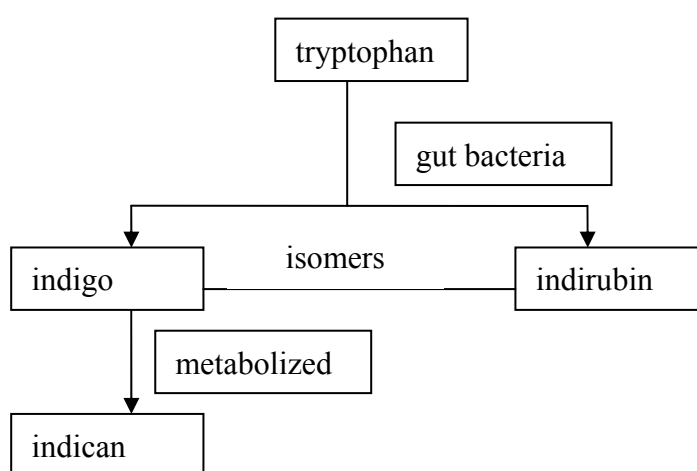 tryptophan
gut bacteria
isomers
indigo
indirubin
metabolized
indican